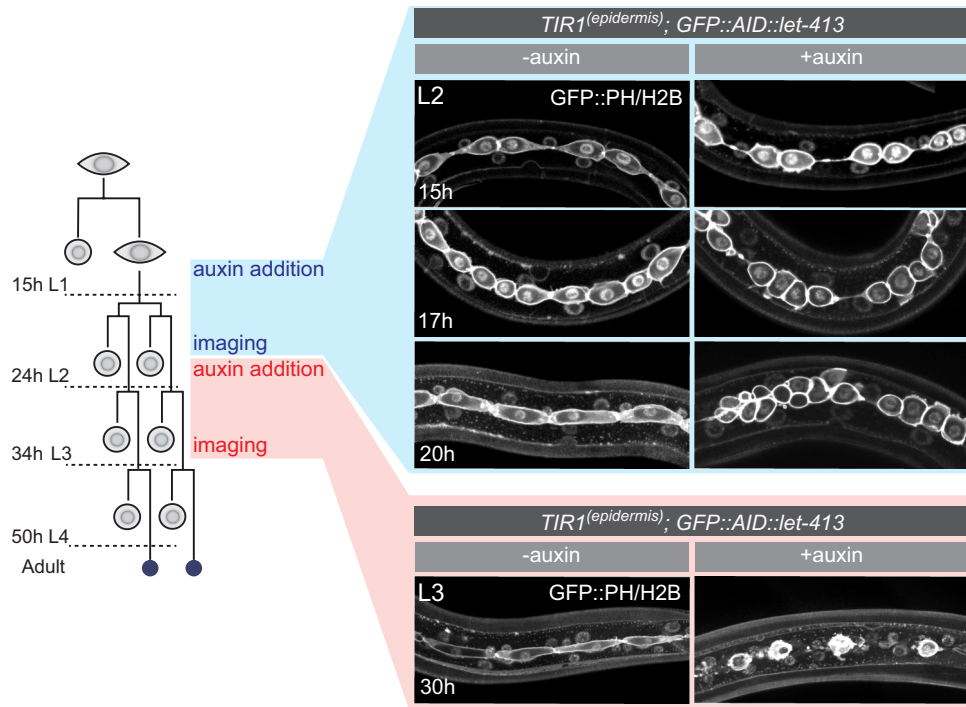 TIR1(epidermis); GFP::AID::let-413
-auxin
+auxin
L2
GFP::PH/H2B
15h
17h
20h
15h L1
auxin addition
imaging
auxin addition
24h L2
imaging
34h L3
50h L4
Adult
TIR1(epidermis); GFP::AID::let-413
-auxin
+auxin
L3
GFP::PH/H2B
30h